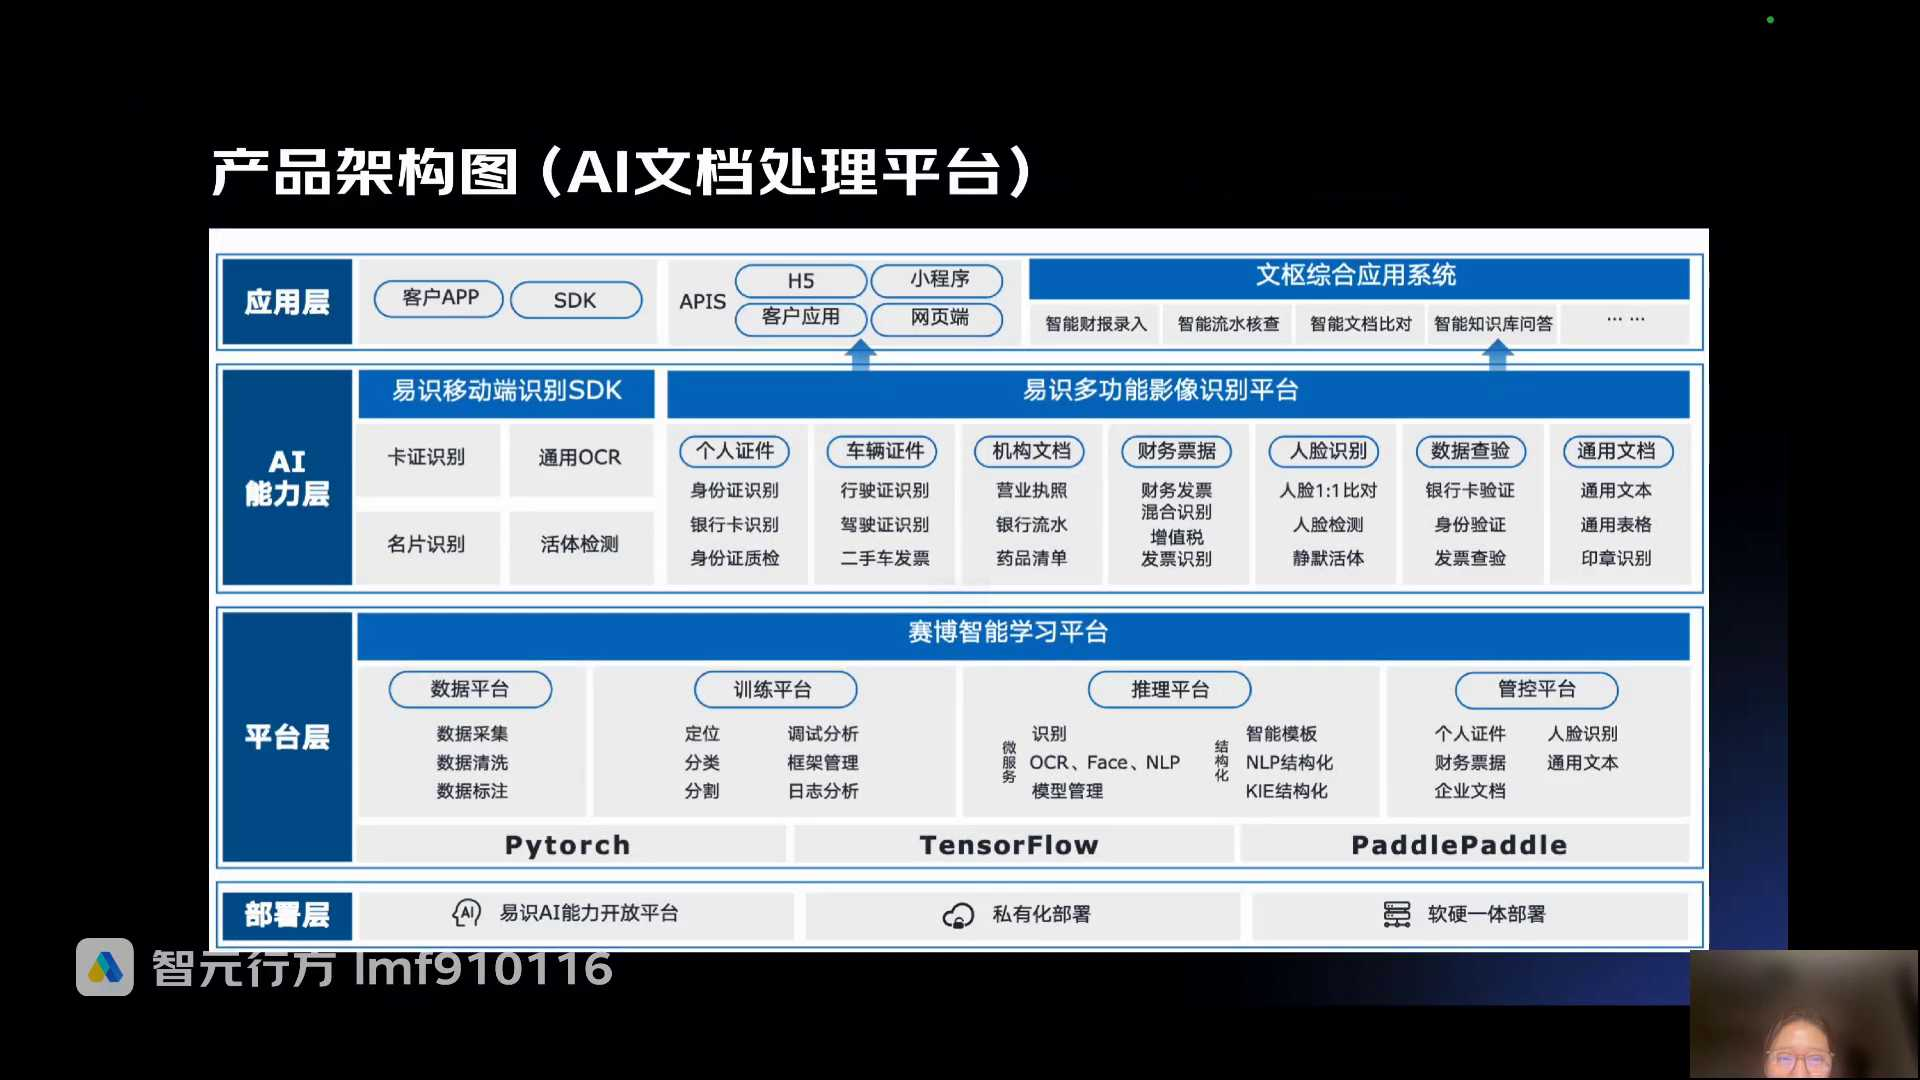 产品架构图（AI文档处理平台）
应用层
客户APP
SDK
APIS
H5
小程序
客户应用
网页端
文枢综合应用系统
智能财报录入
智能流水核查
智能文档比对
智能知识库问答
... ...
AI
能力层
易识移动端识别SDK
卡证识别
通用OCR
名片识别
活体检测
易识多功能影像识别平台
个人证件
身份证识别
银行卡识别
身份证质检
车辆证件
行驶证识别
驾驶证识别
二手车发票
机构文档
营业执照
银行流水
药品清单
财务票据
财务发票
混合识别
增值税
发票识别
人脸识别
人脸1:1比对
人脸检测
静默活体
数据查验
银行卡验证
身份验证
发票查验
通用文档
通用文本
通用表格
印章识别
平台层
赛博智能学习平台
数据平台
数据采集
数据清洗
数据标注
训练平台
定位
调试分析
分类
框架管理
分割
日志分析
推理平台
微服务
识别
OCR、Face、NLP
模型管理
结构化
智能模板
NLP结构化
KIE结构化
管控平台
个人证件
人脸识别
财务票据
通用文本
企业文档
Pytorch
TensorFlow
PaddlePaddle
部署层
AI
易识AI能力开放平台
私有化部署
软硬一体部署
智元行方 lmf910116